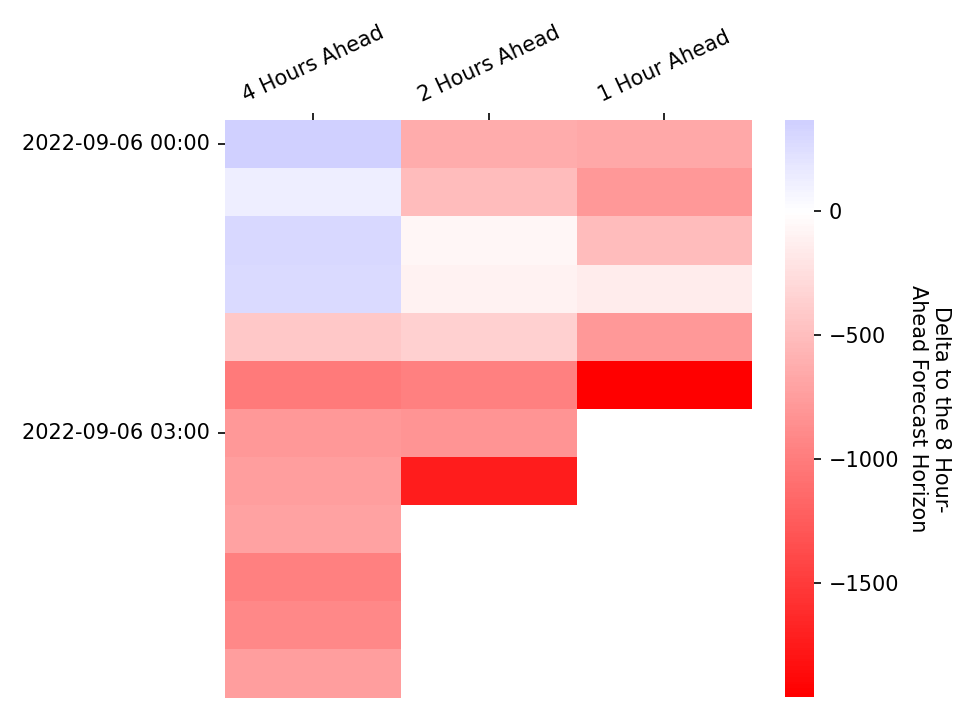 4 Hours Ahead
2 Hours Ahead
1 Hour Ahead
2022-09-06 00:00
2022-09-06 03:00
0
−500
−1000
−1500
Delta to the 8 Hour-
Ahead Forecast Horizon